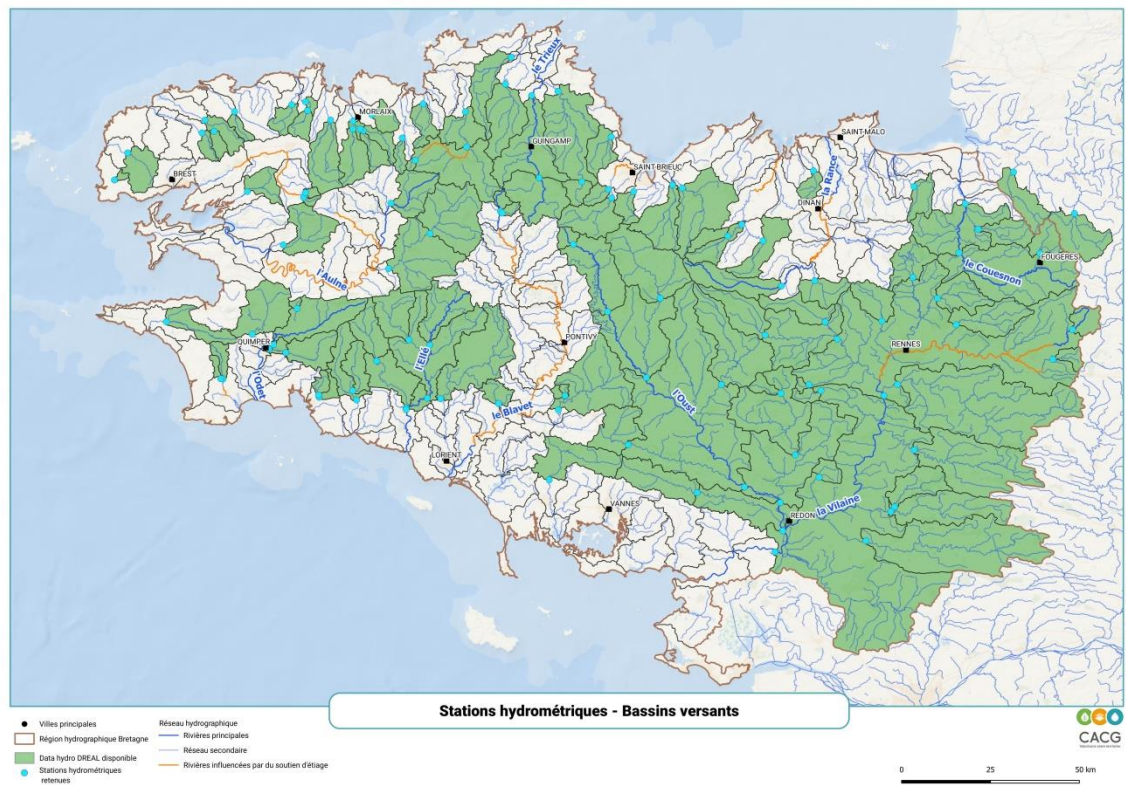 le Trieux
MORLAIX
GUINGAMP
SAINT-MALO
BREST
SAINT-BRIEUC
la Rance
DINAN
l'Aulne
FOUGERES
le Couesnon
QUIMPER
PONTIVY
RENNES
l'Ellé
l'Odet
l'Oust
le Blavet
LORIENT
VANNES
REDON
la Vilaine
Stations hydrométriques - Bassins versants
Villes principales
Région hydrographique Bretagne
Data hydro DREAL disponible
Stations hydrométriques
retenues
Réseau hydrographique
Rivières principales
Réseau secondaire
Rivières influencées par du soutien d'étiage
CACG
0 25 50 km